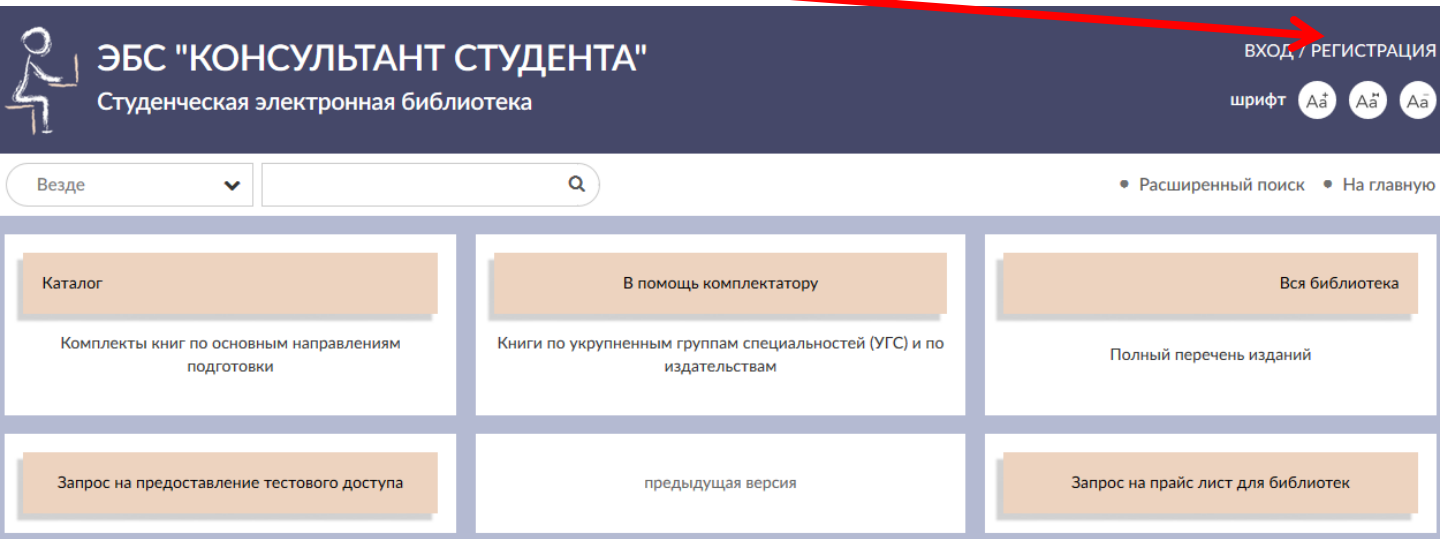 ЭБС "КОНСУЛЬТАНТ СТУДЕНТА"
Студенческая электронная библиотека
ВХОД / РЕГИСТРАЦИЯ
шрифт Aa+ Aa Aa-
Везде
• Расширенный поиск • На главную
Каталог
Комплекты книг по основным направлениям
подготовки
В помощь комплектатору
Книги по укрупненным группам специальностей (УГС) и по
издательствам
Вся библиотека
Полный перечень изданий
Запрос на предоставление тестового доступа
предыдущая версия
Запрос на прайс лист для библиотек